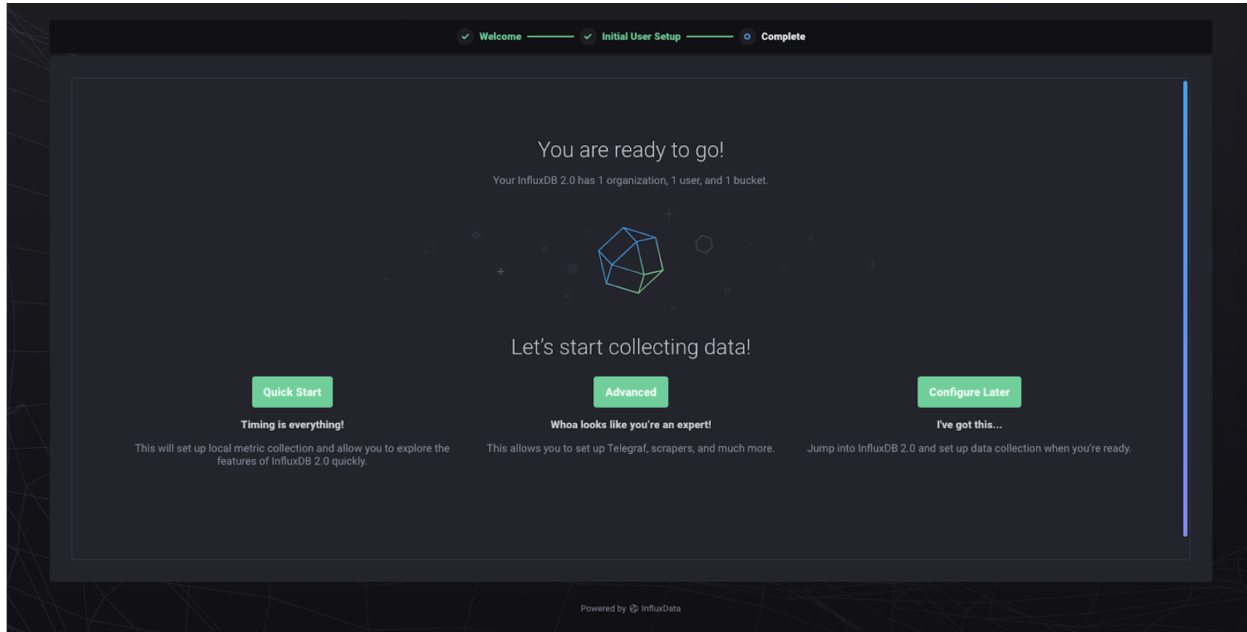 Welcome
Initial User Setup
Complete
You are ready to go!
Your InfluxDB 2.0 has 1 organization, 1 user, and 1 bucket.
Let's start collecting data!
Quick Start
Timing is everything!
This will set up local metric collection and allow you to explore the
features of InfluxDB 2.0 quickly.
Advanced
Whoa looks like you're an expert!
This allows you to set up Telegraf, scrapers, and much more.
Configure Later
I've got this...
Jump into InfluxDB 2.0 and set up data collection when you're ready.
Powered by InfluxData